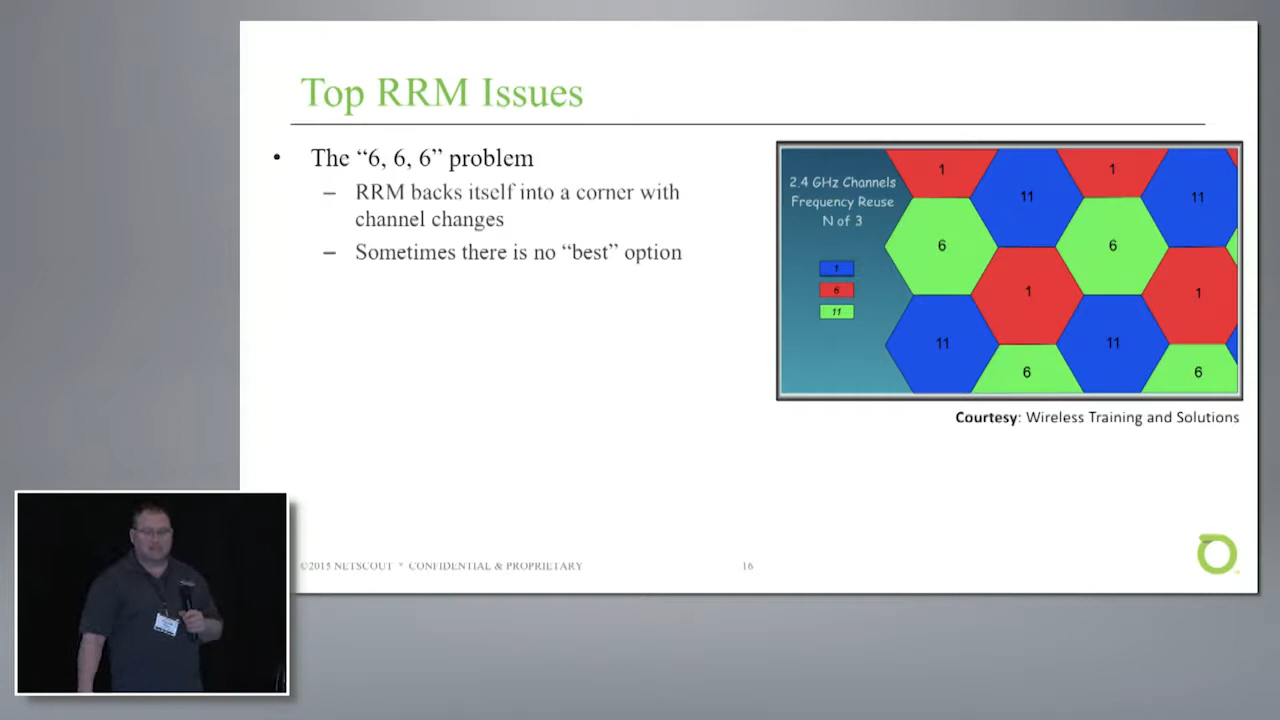 Top RRM Issues
• The “6, 6, 6” problem
– RRM backs itself into a corner with
channel changes
– Sometimes there is no “best” option
2.4 GHz Channels
Frequency Reuse
N of 3
1
6
11
1
11
1
11
6
6
1
1
11
11
6
6
Courtesy: Wireless Training and Solutions
©2015 NETSCOUT * CONFIDENTIAL & PROPRIETARY
16